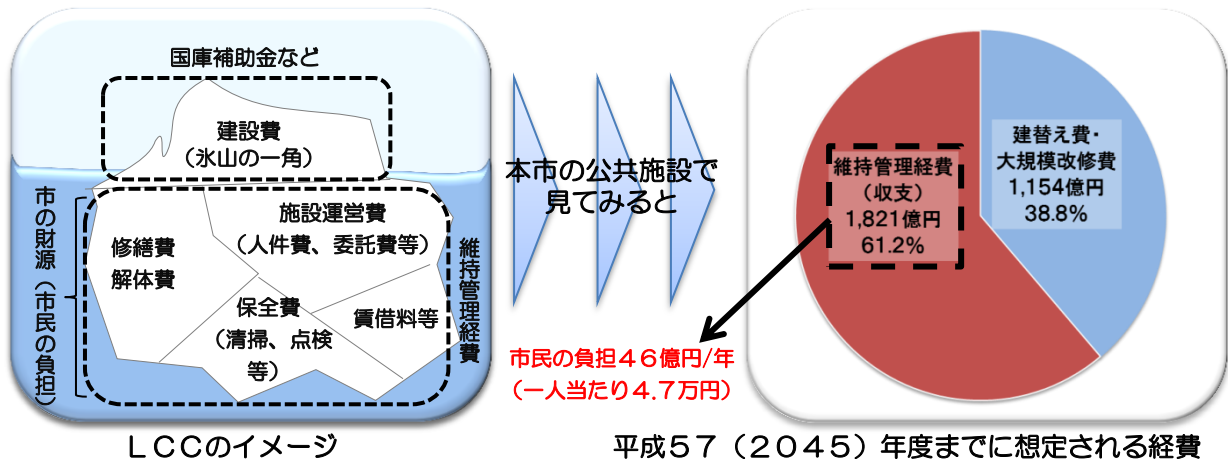 国庫補助金など
建設費
(氷山の一角)
市の財源(市民の負担)
修繕費
解体費
施設運営費
(人件費、委託費等)
保全費
(清掃、点検
等)
賃借料等
維持管理経費
LCCのイメージ
本市の公共施設で
見てみると
市民の負担46億円/年
(一人当たり4.7万円)
維持管理経費
(収支)
1,821億円
61.2%
建替え費・
大規模改修費
1,154億円
38.8%
平成57(2045)年度までに想定される経費